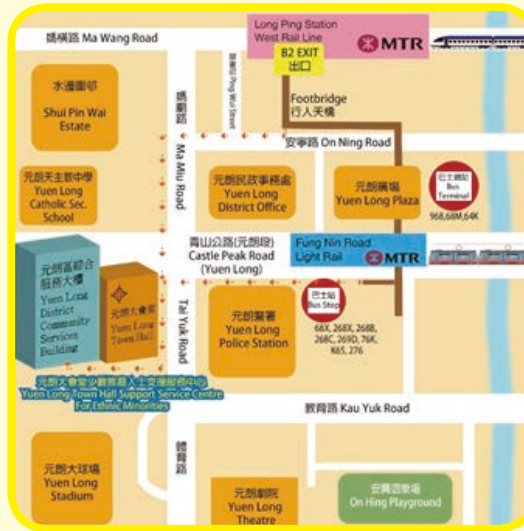 媽橫路 Ma Wang Road
Long Ping Station
West Rail Line
MTR
B2 EXIT
出口
水邊圍邨
Shui Pin Wai
Estate
媽廟路
Ma Miu Road
Ping Wui Street
Footbridge
行人天橋
安寧路 On Ning Road
元朗天主教中學
Yuen Long
Catholic Sec.
School
元朗民政事務處
Yuen Long
District Office
元朗廣場
Yuen Long Plaza
巴士總站
Bus
Terminal
968,68M,64K
青山公路(元朗段)
Castle Peak Road
(Yuen Long)
Fung Nin Road
Light Rail
MTR
元朗區綜合
服務大樓
Yuen Long
District
Community
Services
Building
元朗大會堂
Yuen Long
Town Hall
Tai Yuk Road
體育路
元朗警署
Yuen Long
Police Station
巴士站
Bus Stop
68X, 268X, 268B,
268C, 269D, 76K,
K65, 276
元朗大會堂少數族裔人士支援服務中心
Yuen Long Town Hall Support Service Centre
For Ethnic Minorities
教育路 Kau Yuk Road
元朗大球場
Yuen Long
Stadium
元朗劇院
Yuen Long
Theatre
安興遊樂場
On Hing Playground